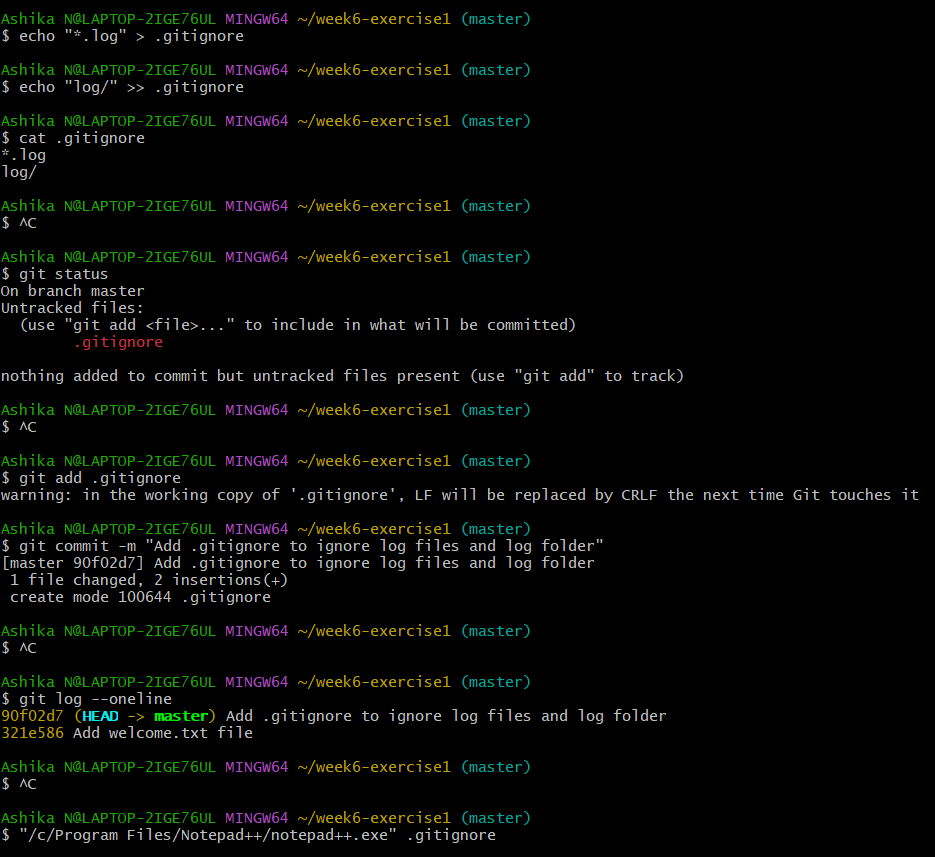 Ashika N@LAPTOP-2IGE76UL MINGW64 ~/week6-exercise1 (master)
$ echo "*.log" > .gitignore
Ashika N@LAPTOP-2IGE76UL MINGW64 ~/week6-exercise1 (master)
$ echo "log/" >> .gitignore
Ashika N@LAPTOP-2IGE76UL MINGW64 ~/week6-exercise1 (master)
$ cat .gitignore
*.log
log/
Ashika N@LAPTOP-2IGE76UL MINGW64 ~/week6-exercise1 (master)
$ ^C
Ashika N@LAPTOP-2IGE76UL MINGW64 ~/week6-exercise1 (master)
$ git status
On branch master
Untracked files:
  (use "git add <file>..." to include in what will be committed)
        .gitignore
nothing added to commit but untracked files present (use "git add" to track)
Ashika N@LAPTOP-2IGE76UL MINGW64 ~/week6-exercise1 (master)
$ ^C
Ashika N@LAPTOP-2IGE76UL MINGW64 ~/week6-exercise1 (master)
$ git add .gitignore
warning: in the working copy of '.gitignore', LF will be replaced by CRLF the next time Git touches it
Ashika N@LAPTOP-2IGE76UL MINGW64 ~/week6-exercise1 (master)
$ git commit -m "Add .gitignore to ignore log files and log folder"
[master 90f02d7] Add .gitignore to ignore log files and log folder
 1 file changed, 2 insertions(+)
 create mode 100644 .gitignore
Ashika N@LAPTOP-2IGE76UL MINGW64 ~/week6-exercise1 (master)
$ ^C
Ashika N@LAPTOP-2IGE76UL MINGW64 ~/week6-exercise1 (master)
$ git log --oneline
90f02d7 (HEAD -> master) Add .gitignore to ignore log files and log folder
321e586 Add welcome.txt file
Ashika N@LAPTOP-2IGE76UL MINGW64 ~/week6-exercise1 (master)
$ ^C
Ashika N@LAPTOP-2IGE76UL MINGW64 ~/week6-exercise1 (master)
$ "/c/Program Files/Notepad++/notepad++.exe" .gitignore